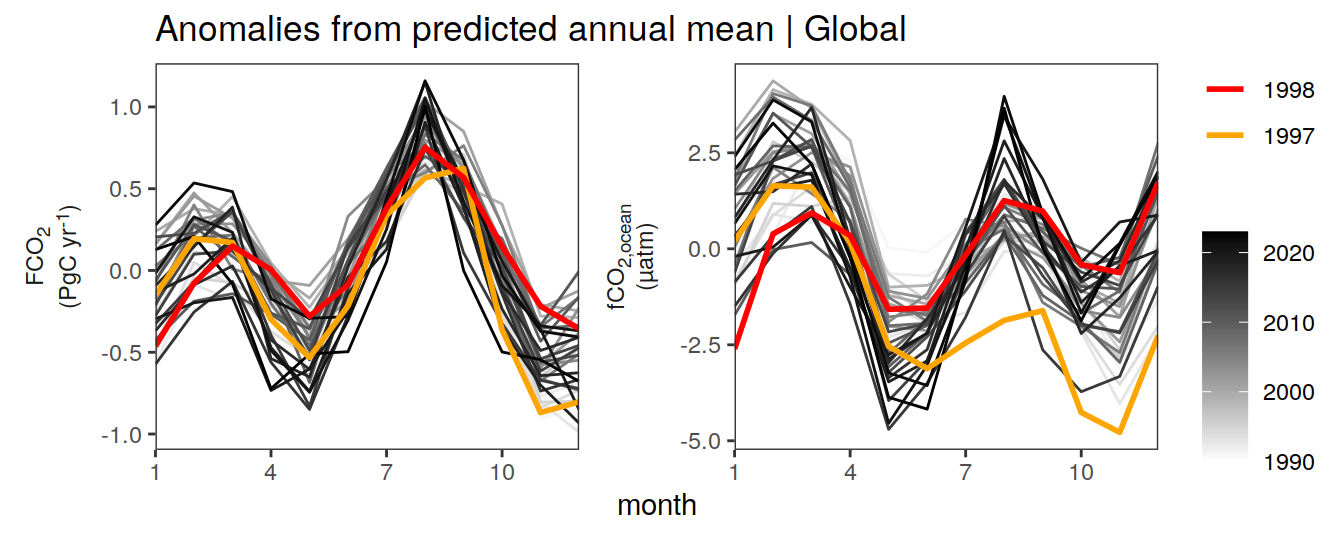 Anomalies from predicted annual mean | Global
FCO₂
(PgC yr⁻¹)
1.0
0.5
0.0
-0.5
-1.0
1 4 7 10
fCO₂,ocean
(µatm)
2.5
0.0
-2.5
-5.0
1 4 7 10
month
1998
1997
2020
2010
2000
1990